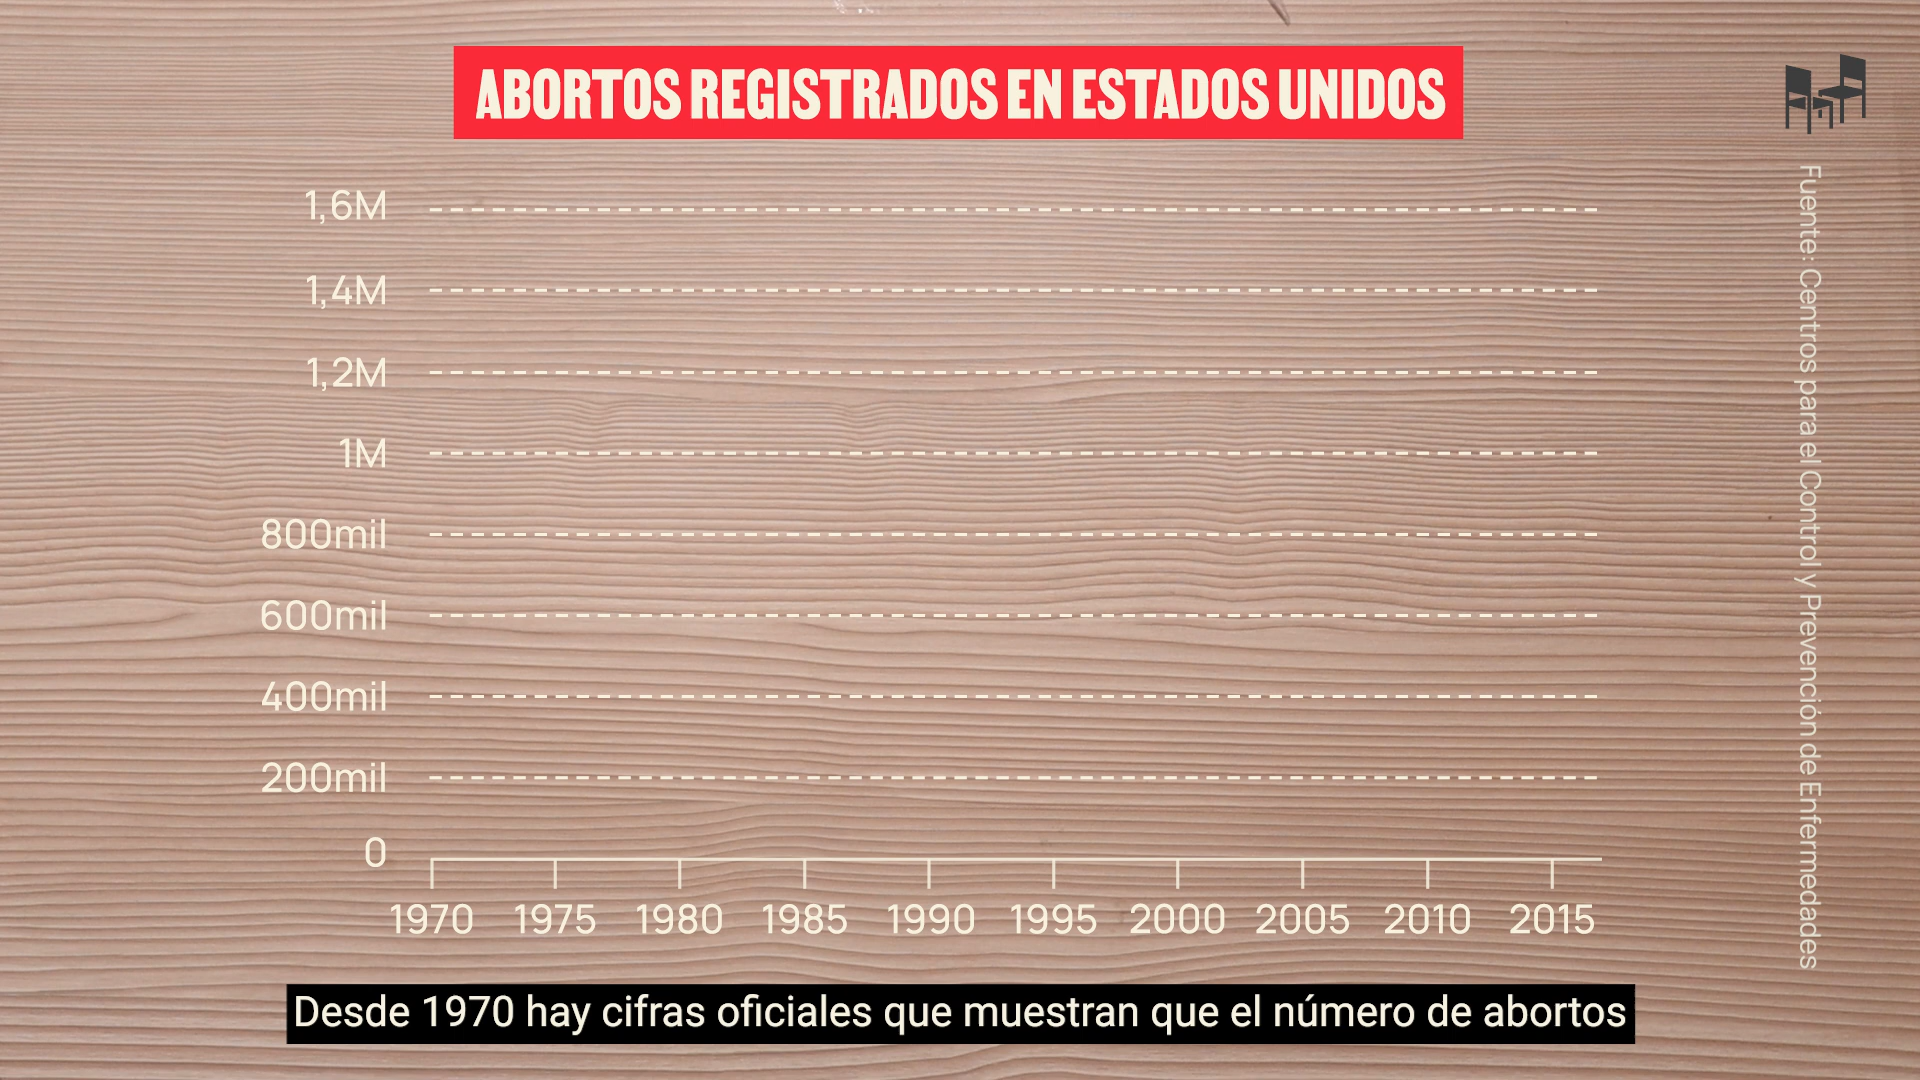 ABORTOS REGISTRADOS EN ESTADOS UNIDOS
1,6M
1,4M
1,2M
1M
800mil
600mil
400mil
200mil
0
1970 1975 1980 1985 1990 1995 2000 2005 2010 2015
Fuente: Centros para el Control y Prevención de Enfermedades
Desde 1970 hay cifras oficiales que muestran que el número de abortos